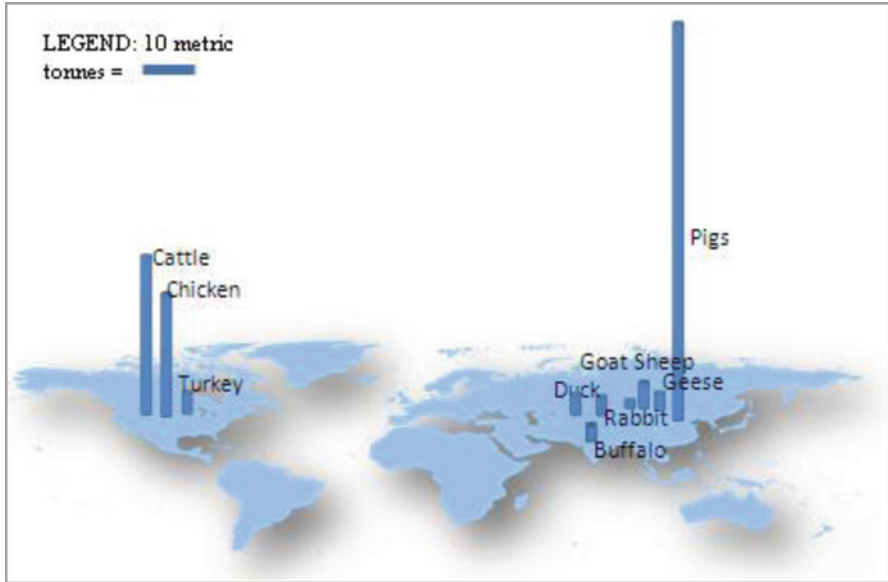 LEGEND: 10 metric
tonnes =
Pigs
Cattle
Chicken
Goat Sheep
Turkey
Duck
Geese
Rabbit
Buffalo